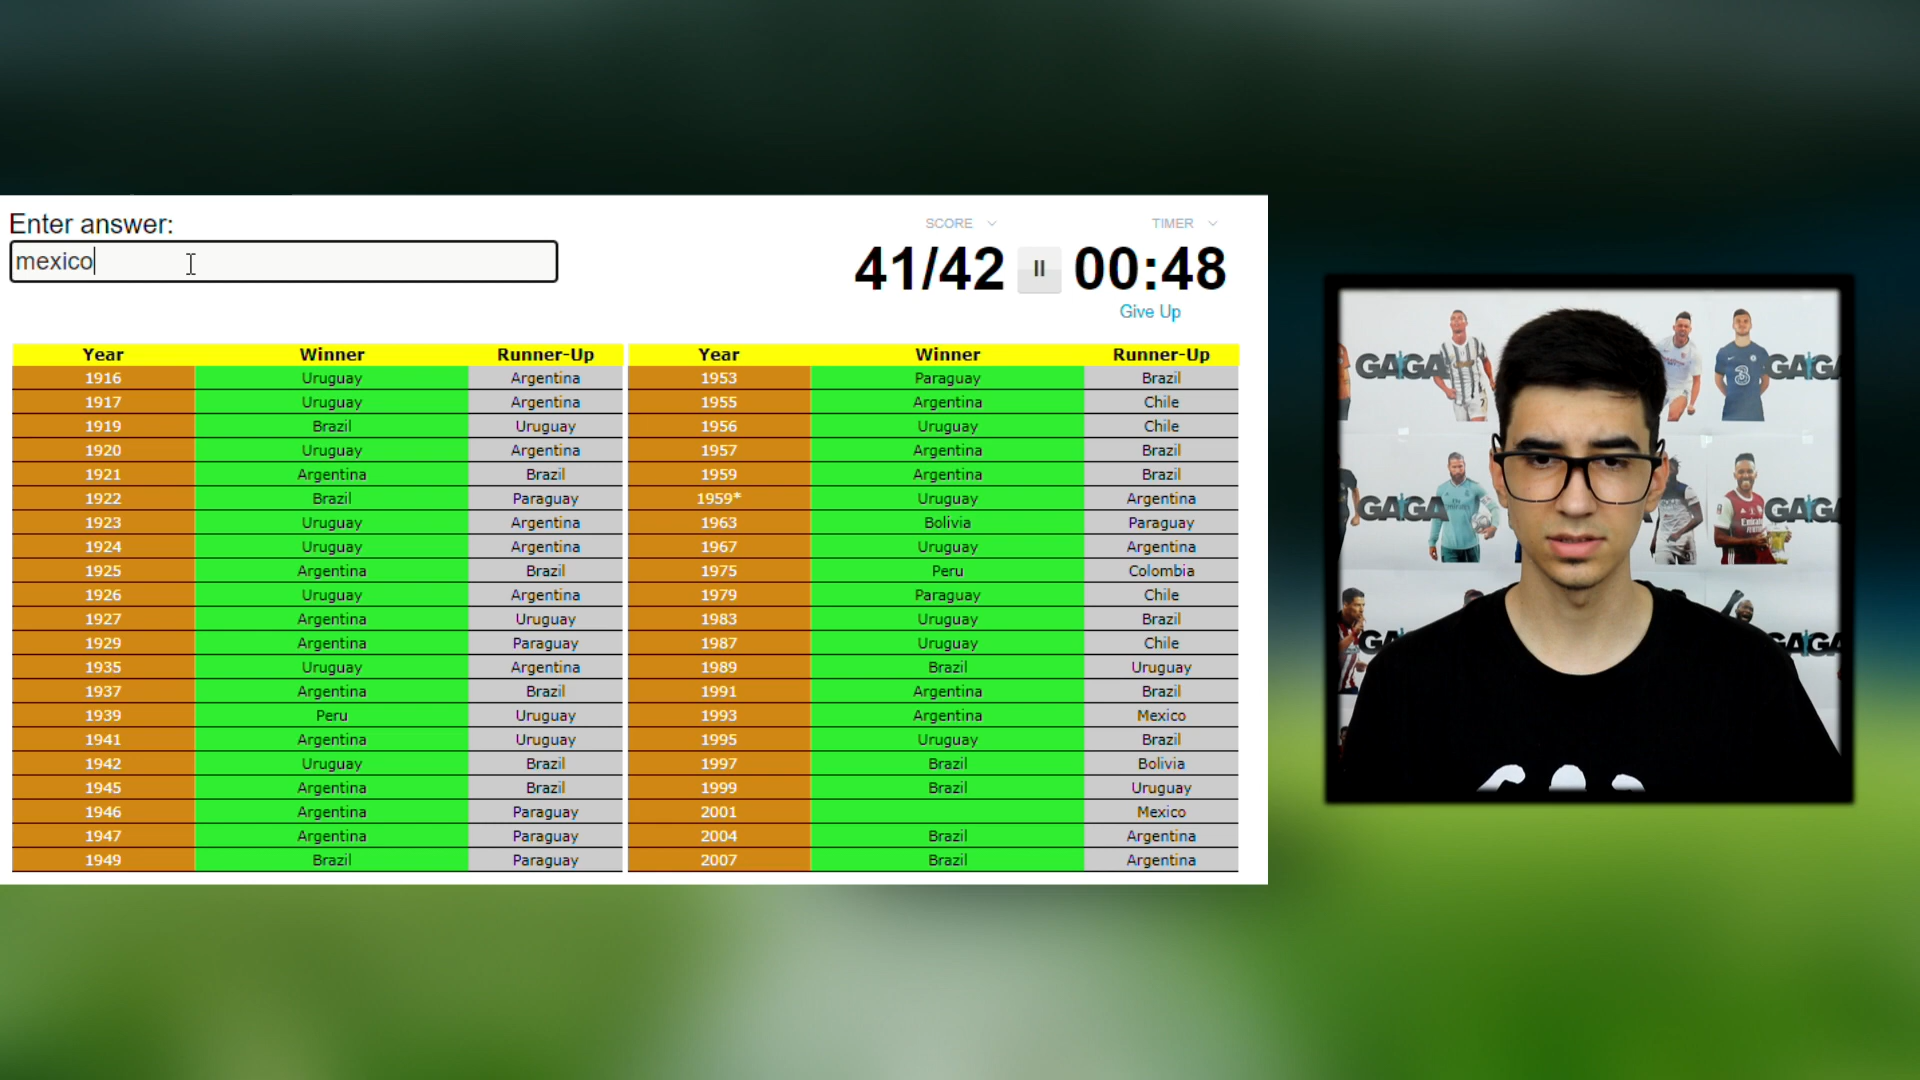 Enter answer:
mexico
SCORE
TIMER
41/42
00:48
Give Up
Year Winner Runner-Up
1916 Uruguay Argentina
1917 Uruguay Argentina
1919 Brazil Uruguay
1920 Uruguay Argentina
1921 Argentina Brazil
1922 Brazil Paraguay
1923 Uruguay Argentina
1924 Uruguay Argentina
1925 Argentina Brazil
1926 Uruguay Argentina
1927 Argentina Uruguay
1929 Argentina Paraguay
1935 Uruguay Argentina
1937 Argentina Brazil
1939 Peru Uruguay
1941 Argentina Uruguay
1942 Uruguay Brazil
1945 Argentina Brazil
1946 Argentina Paraguay
1947 Argentina Paraguay
1949 Brazil Paraguay
Year Winner Runner-Up
1953 Paraguay Brazil
1955 Argentina Chile
1956 Uruguay Chile
1957 Argentina Brazil
1959 Argentina Brazil
1959* Uruguay Argentina
1963 Bolivia Paraguay
1967 Uruguay Argentina
1975 Peru Colombia
1979 Paraguay Chile
1983 Uruguay Brazil
1987 Uruguay Chile
1989 Brazil Uruguay
1991 Argentina Brazil
1993 Argentina Mexico
1995 Uruguay Brazil
1997 Brazil Bolivia
1999 Brazil Uruguay
2001 Mexico
2004 Brazil Argentina
2007 Brazil Argentina
GAGA
GAGA
GAGA
GAGA
3